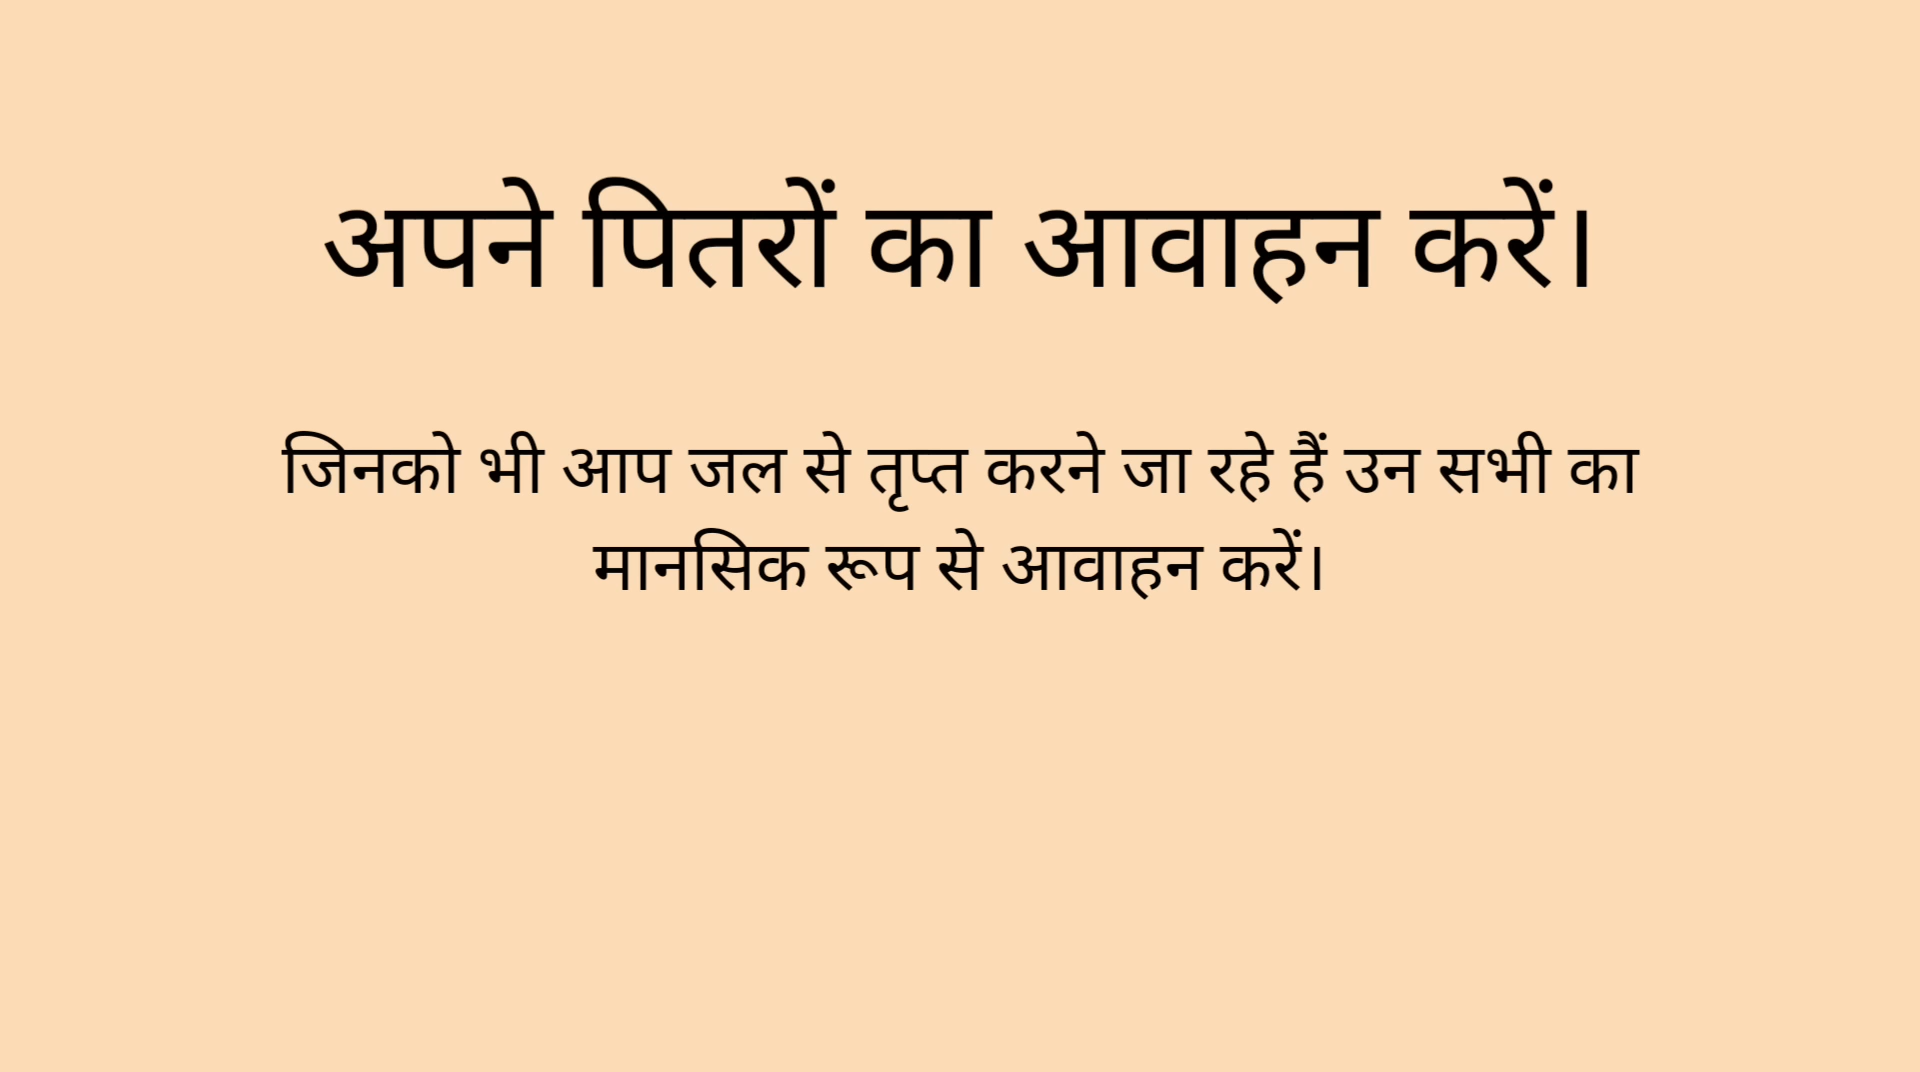 अपने पितरों का आवाहन करें।
जिनको भी आप जल से तृप्त करने जा रहे हैं उन सभी का
मानसिक रूप से आवाहन करें।